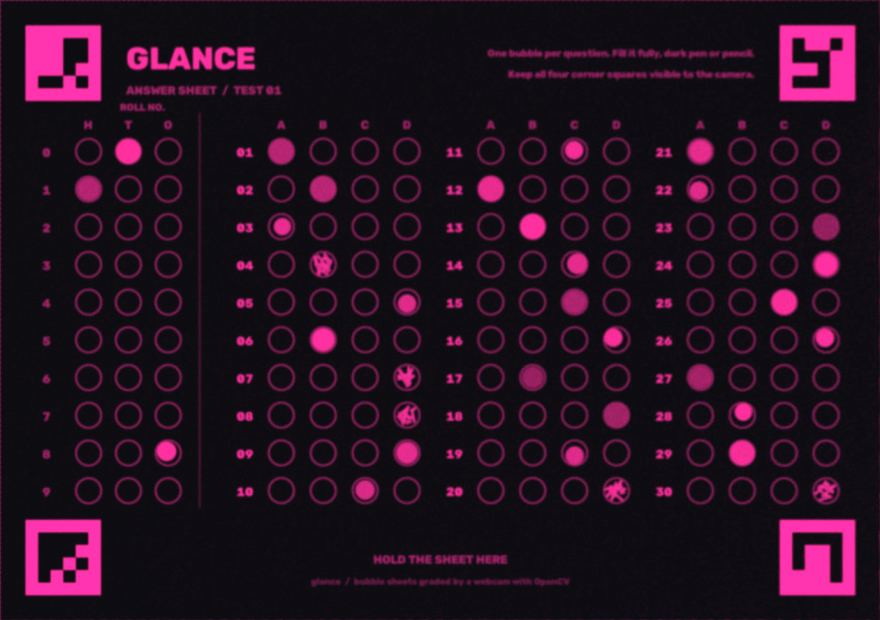 GLANCE
ANSWER SHEET / TEST 01
One bubble per question. Fill it fully, dark pen or pencil.
Keep all four corner squares visible to the camera.
ROLL NO.
H T O A B C D A B C D A B C D
0 01 11 21
1 02 12 22
2 03 13 23
3 04 14 24
4 05 15 25
5 06 16 26
6 07 17 27
7 08 18 28
8 09 19 29
9 10 20 30
HOLD THE SHEET HERE
glance / bubble sheets graded by a webcam with OpenCV